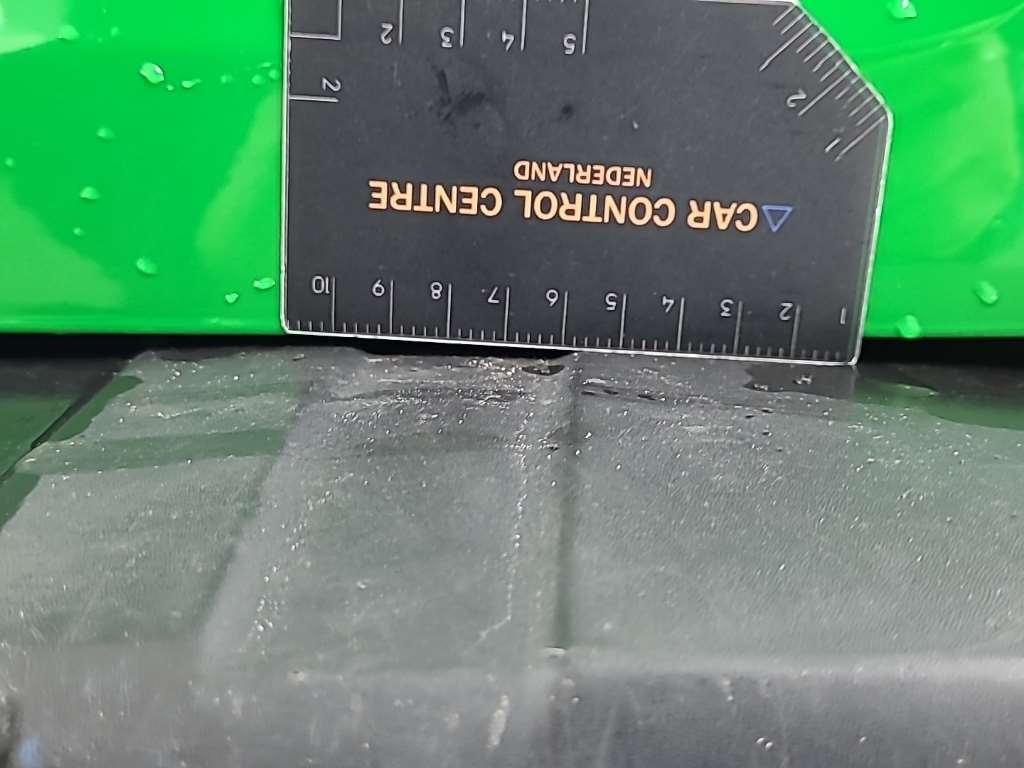 1 2 3 4 5 6 7 8 9 10
CAR CONTROL CENTRE
NEDERLAND
2 2
5 4 3 2